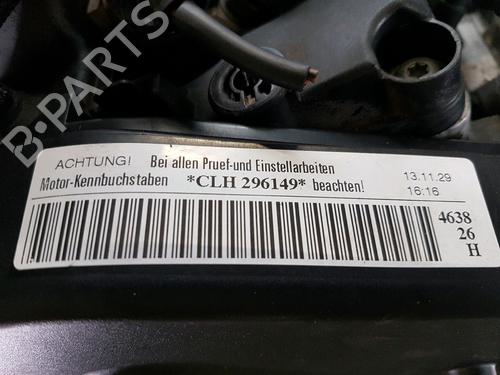 B-PARTS
ACHTUNG! Bei allen Pruef-und Einstellarbeiten
Motor-Kennbuchstaben *CLH 296149* beachten!
13.11.29
16:16
4638
26
H